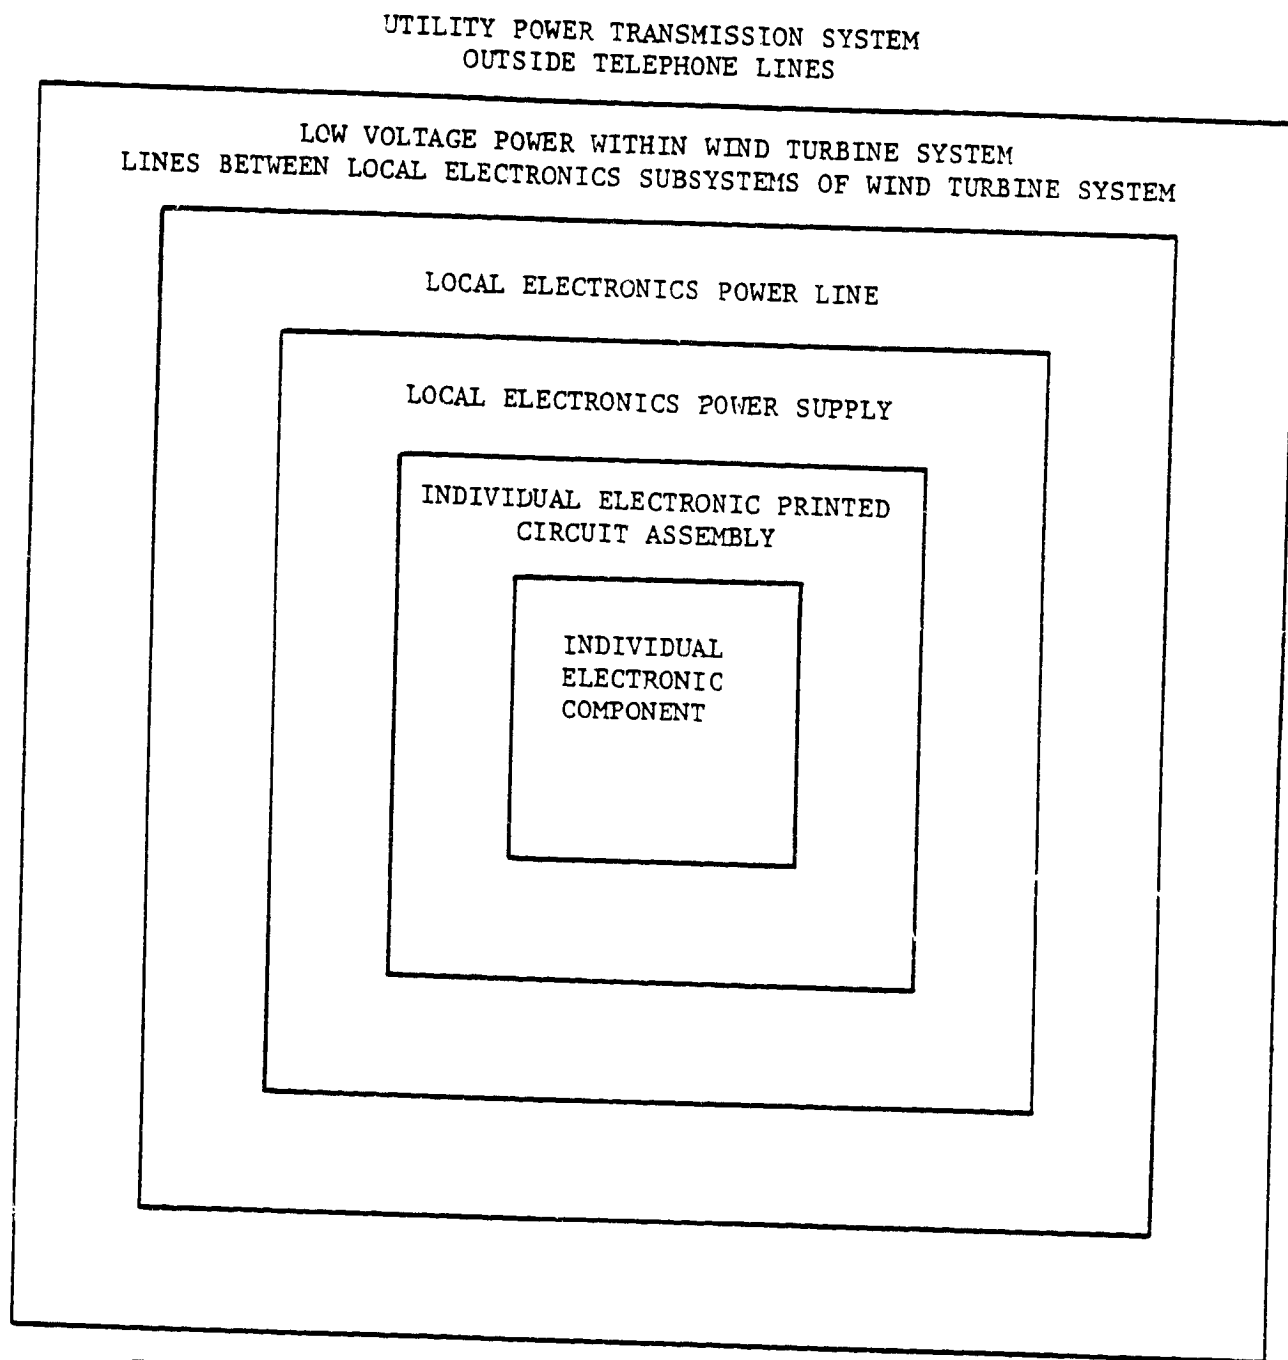 UTILITY POWER TRANSMISSION SYSTEM
OUTSIDE TELEPHONE LINES
LOW VOLTAGE POWER WITHIN WIND TURBINE SYSTEM
LINES BETWEEN LOCAL ELECTRONICS SUBSYSTEMS OF WIND TURBINE SYSTEM
LOCAL ELECTRONICS POWER LINE
LOCAL ELECTRONICS POWER SUPPLY
INDIVIDUAL ELECTRONIC PRINTED
CIRCUIT ASSEMBLY
INDIVIDUAL
ELECTRONIC
COMPONENT